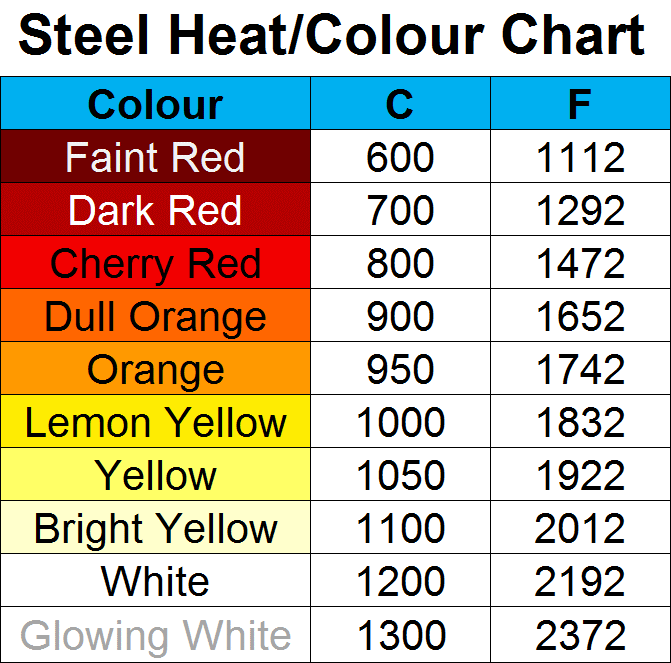 Steel Heat/Colour Chart
Colour C F
Faint Red 600 1112
Dark Red 700 1292
Cherry Red 800 1472
Dull Orange 900 1652
Orange 950 1742
Lemon Yellow 1000 1832
Yellow 1050 1922
Bright Yellow 1100 2012
White 1200 2192
Glowing White 1300 2372